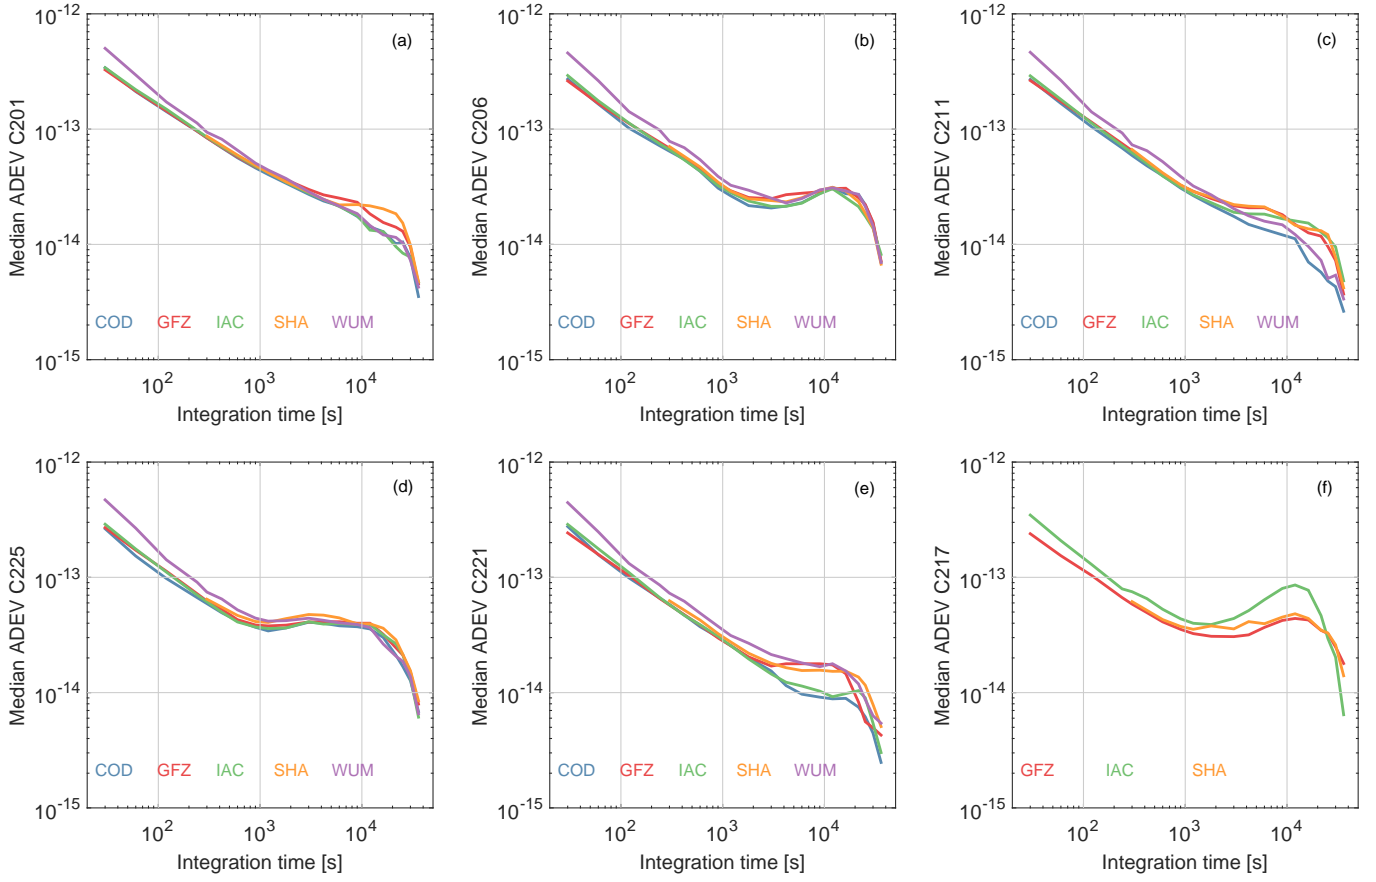 (a)
Median ADEV C201
10^-12
10^-13
10^-14
10^-15
COD GFZ IAC SHA WUM
10^2 10^3 10^4
Integration time [s]
(b)
Median ADEV C206
10^-12
10^-13
10^-14
10^-15
COD GFZ IAC SHA WUM
10^2 10^3 10^4
Integration time [s]
(c)
Median ADEV C211
10^-12
10^-13
10^-14
10^-15
COD GFZ IAC SHA WUM
10^2 10^3 10^4
Integration time [s]
(d)
Median ADEV C225
10^-12
10^-13
10^-14
10^-15
COD GFZ IAC SHA WUM
10^2 10^3 10^4
Integration time [s]
(e)
Median ADEV C221
10^-12
10^-13
10^-14
10^-15
COD GFZ IAC SHA WUM
10^2 10^3 10^4
Integration time [s]
(f)
Median ADEV C217
10^-12
10^-13
10^-14
10^-15
GFZ IAC SHA
10^2 10^3 10^4
Integration time [s]